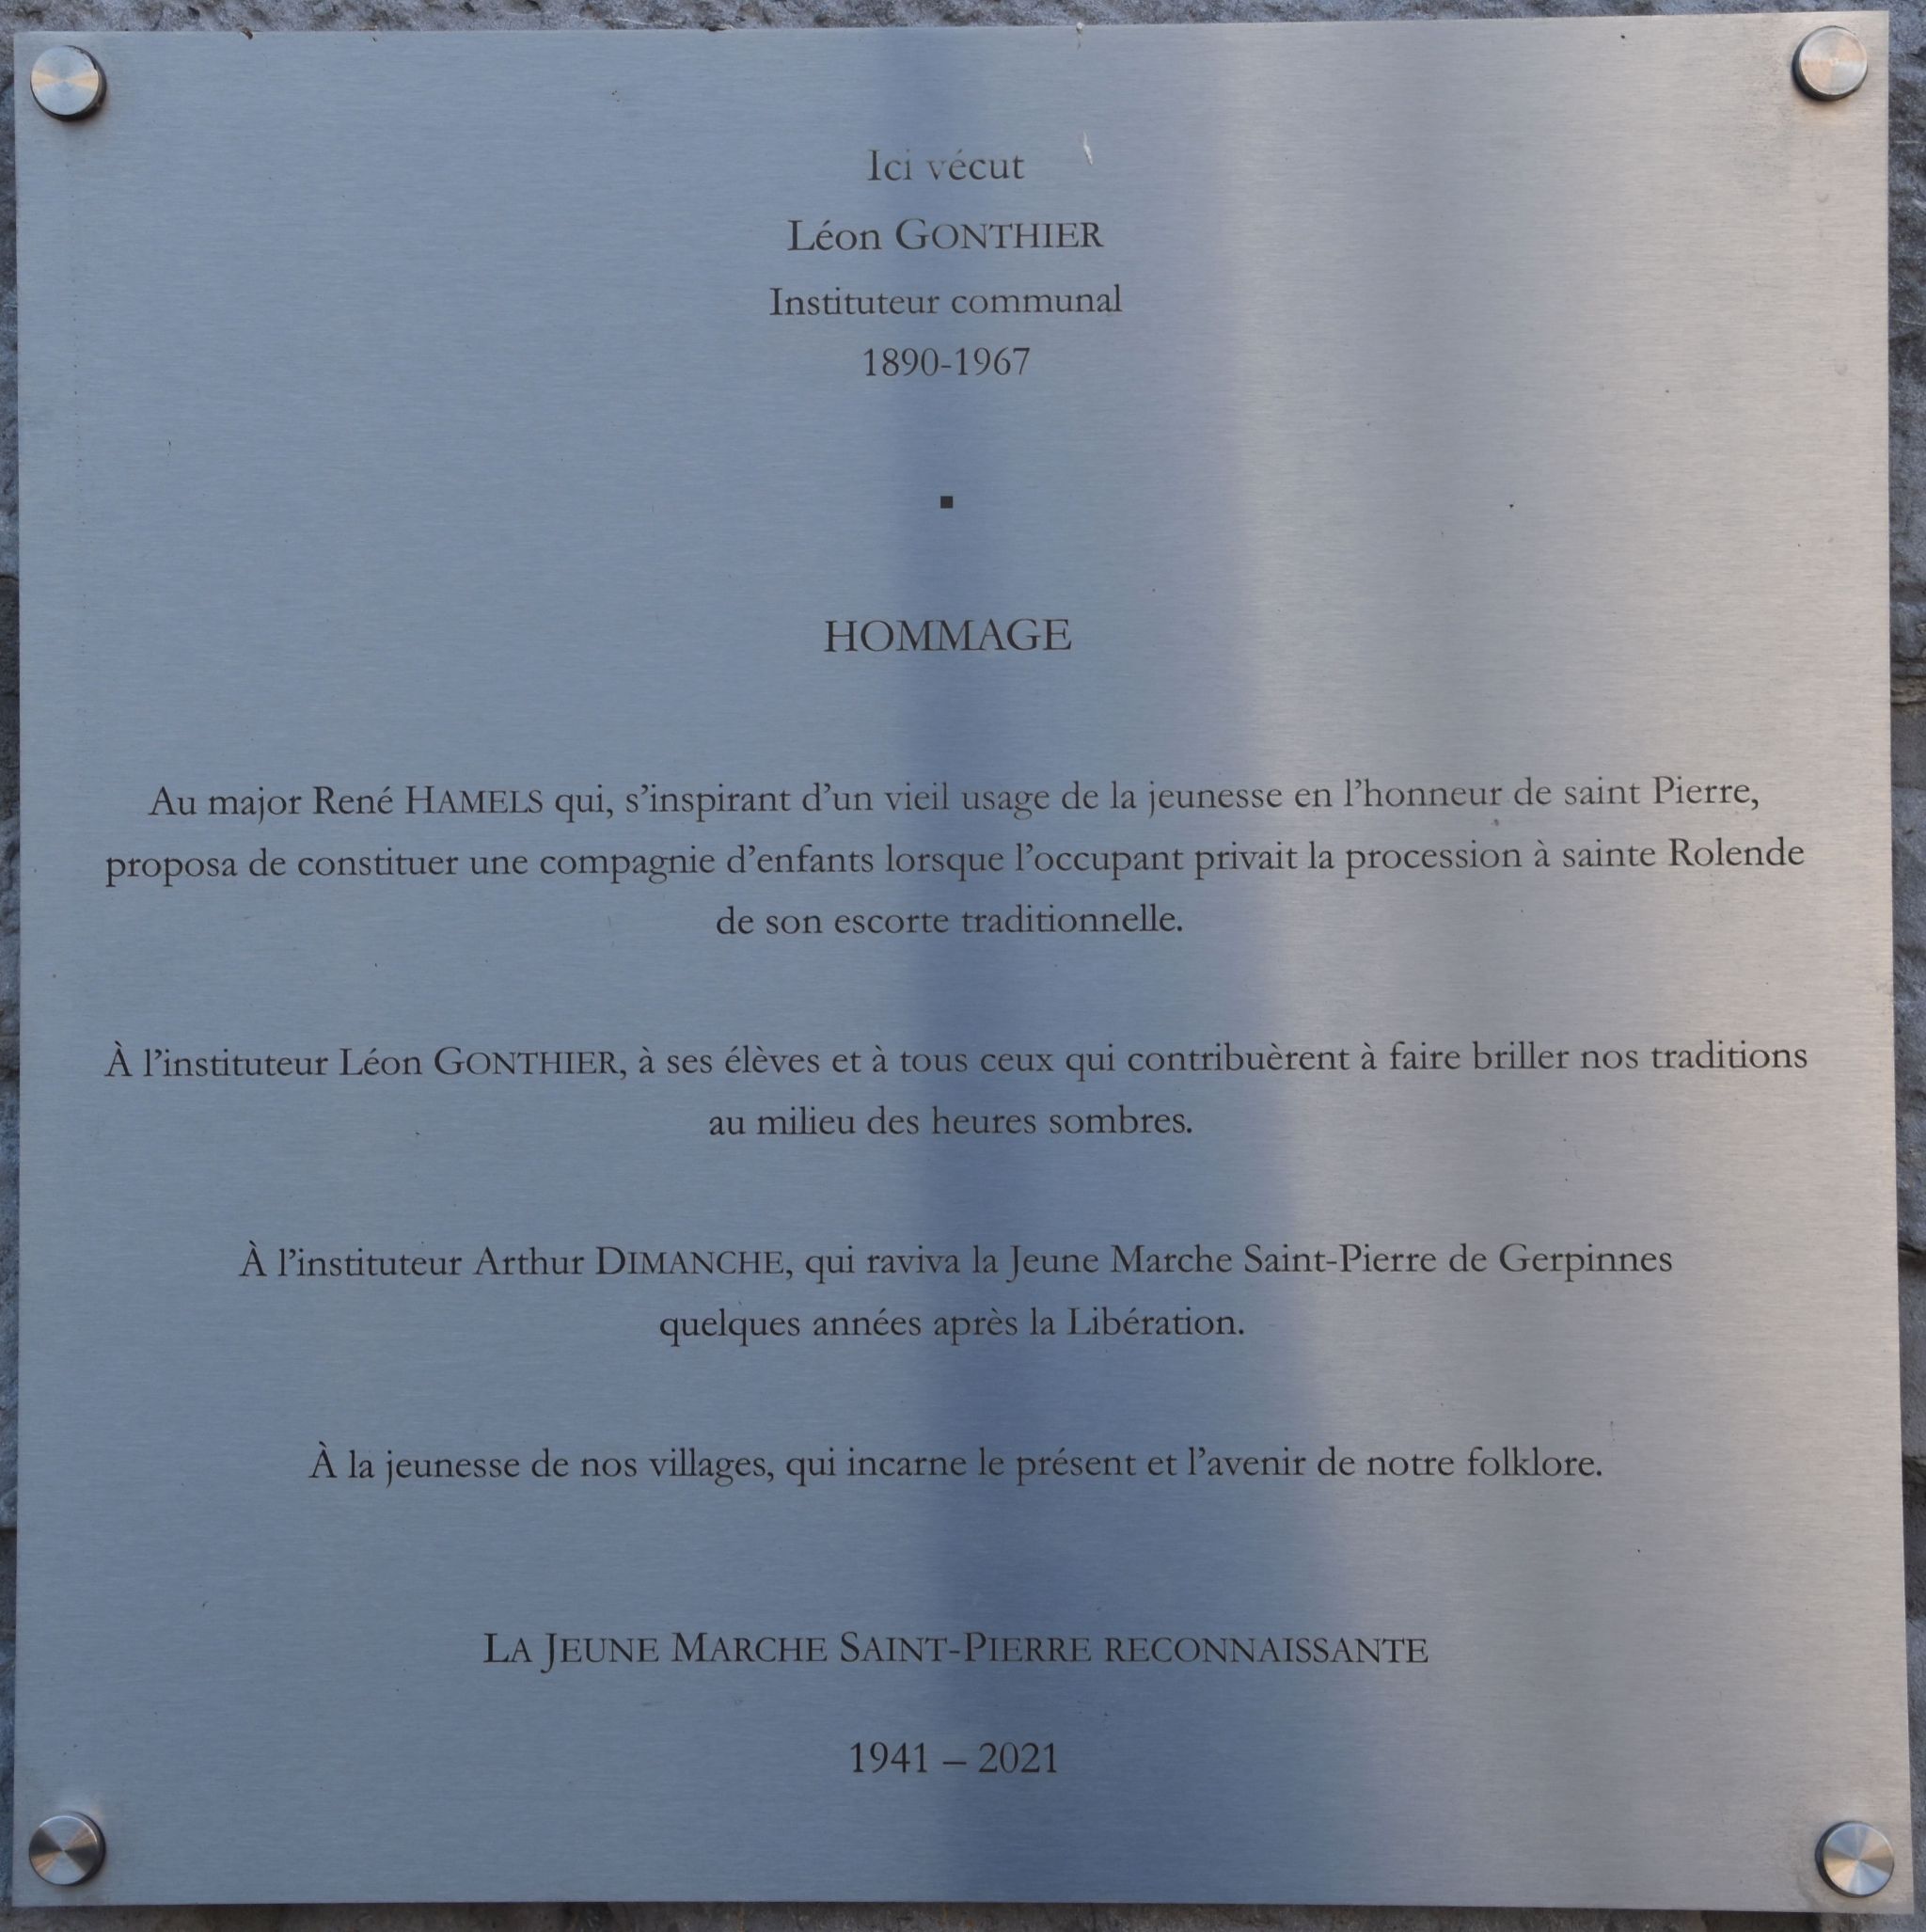 Ici vécut
Léon GONTHIER
Instituteur communal
1890-1967
▪
HOMMAGE
Au major René HAMELS qui, s’inspirant d’un vieil usage de la jeunesse en l’honneur de saint Pierre,
proposa de constituer une compagnie d’enfants lorsque l’occupant privait la procession à sainte Rolende
de son escorte traditionnelle.
À l’instituteur Léon GONTHIER, à ses élèves et à tous ceux qui contribuèrent à faire briller nos traditions
au milieu des heures sombres.
À l’instituteur Arthur DIMANCHE, qui raviva la Jeune Marche Saint-Pierre de Gerpinnes
quelques années après la Libération.
À la jeunesse de nos villages, qui incarne le présent et l’avenir de notre folklore.
LA JEUNE MARCHE SAINT-PIERRE RECONNAISSANTE
1941 – 2021